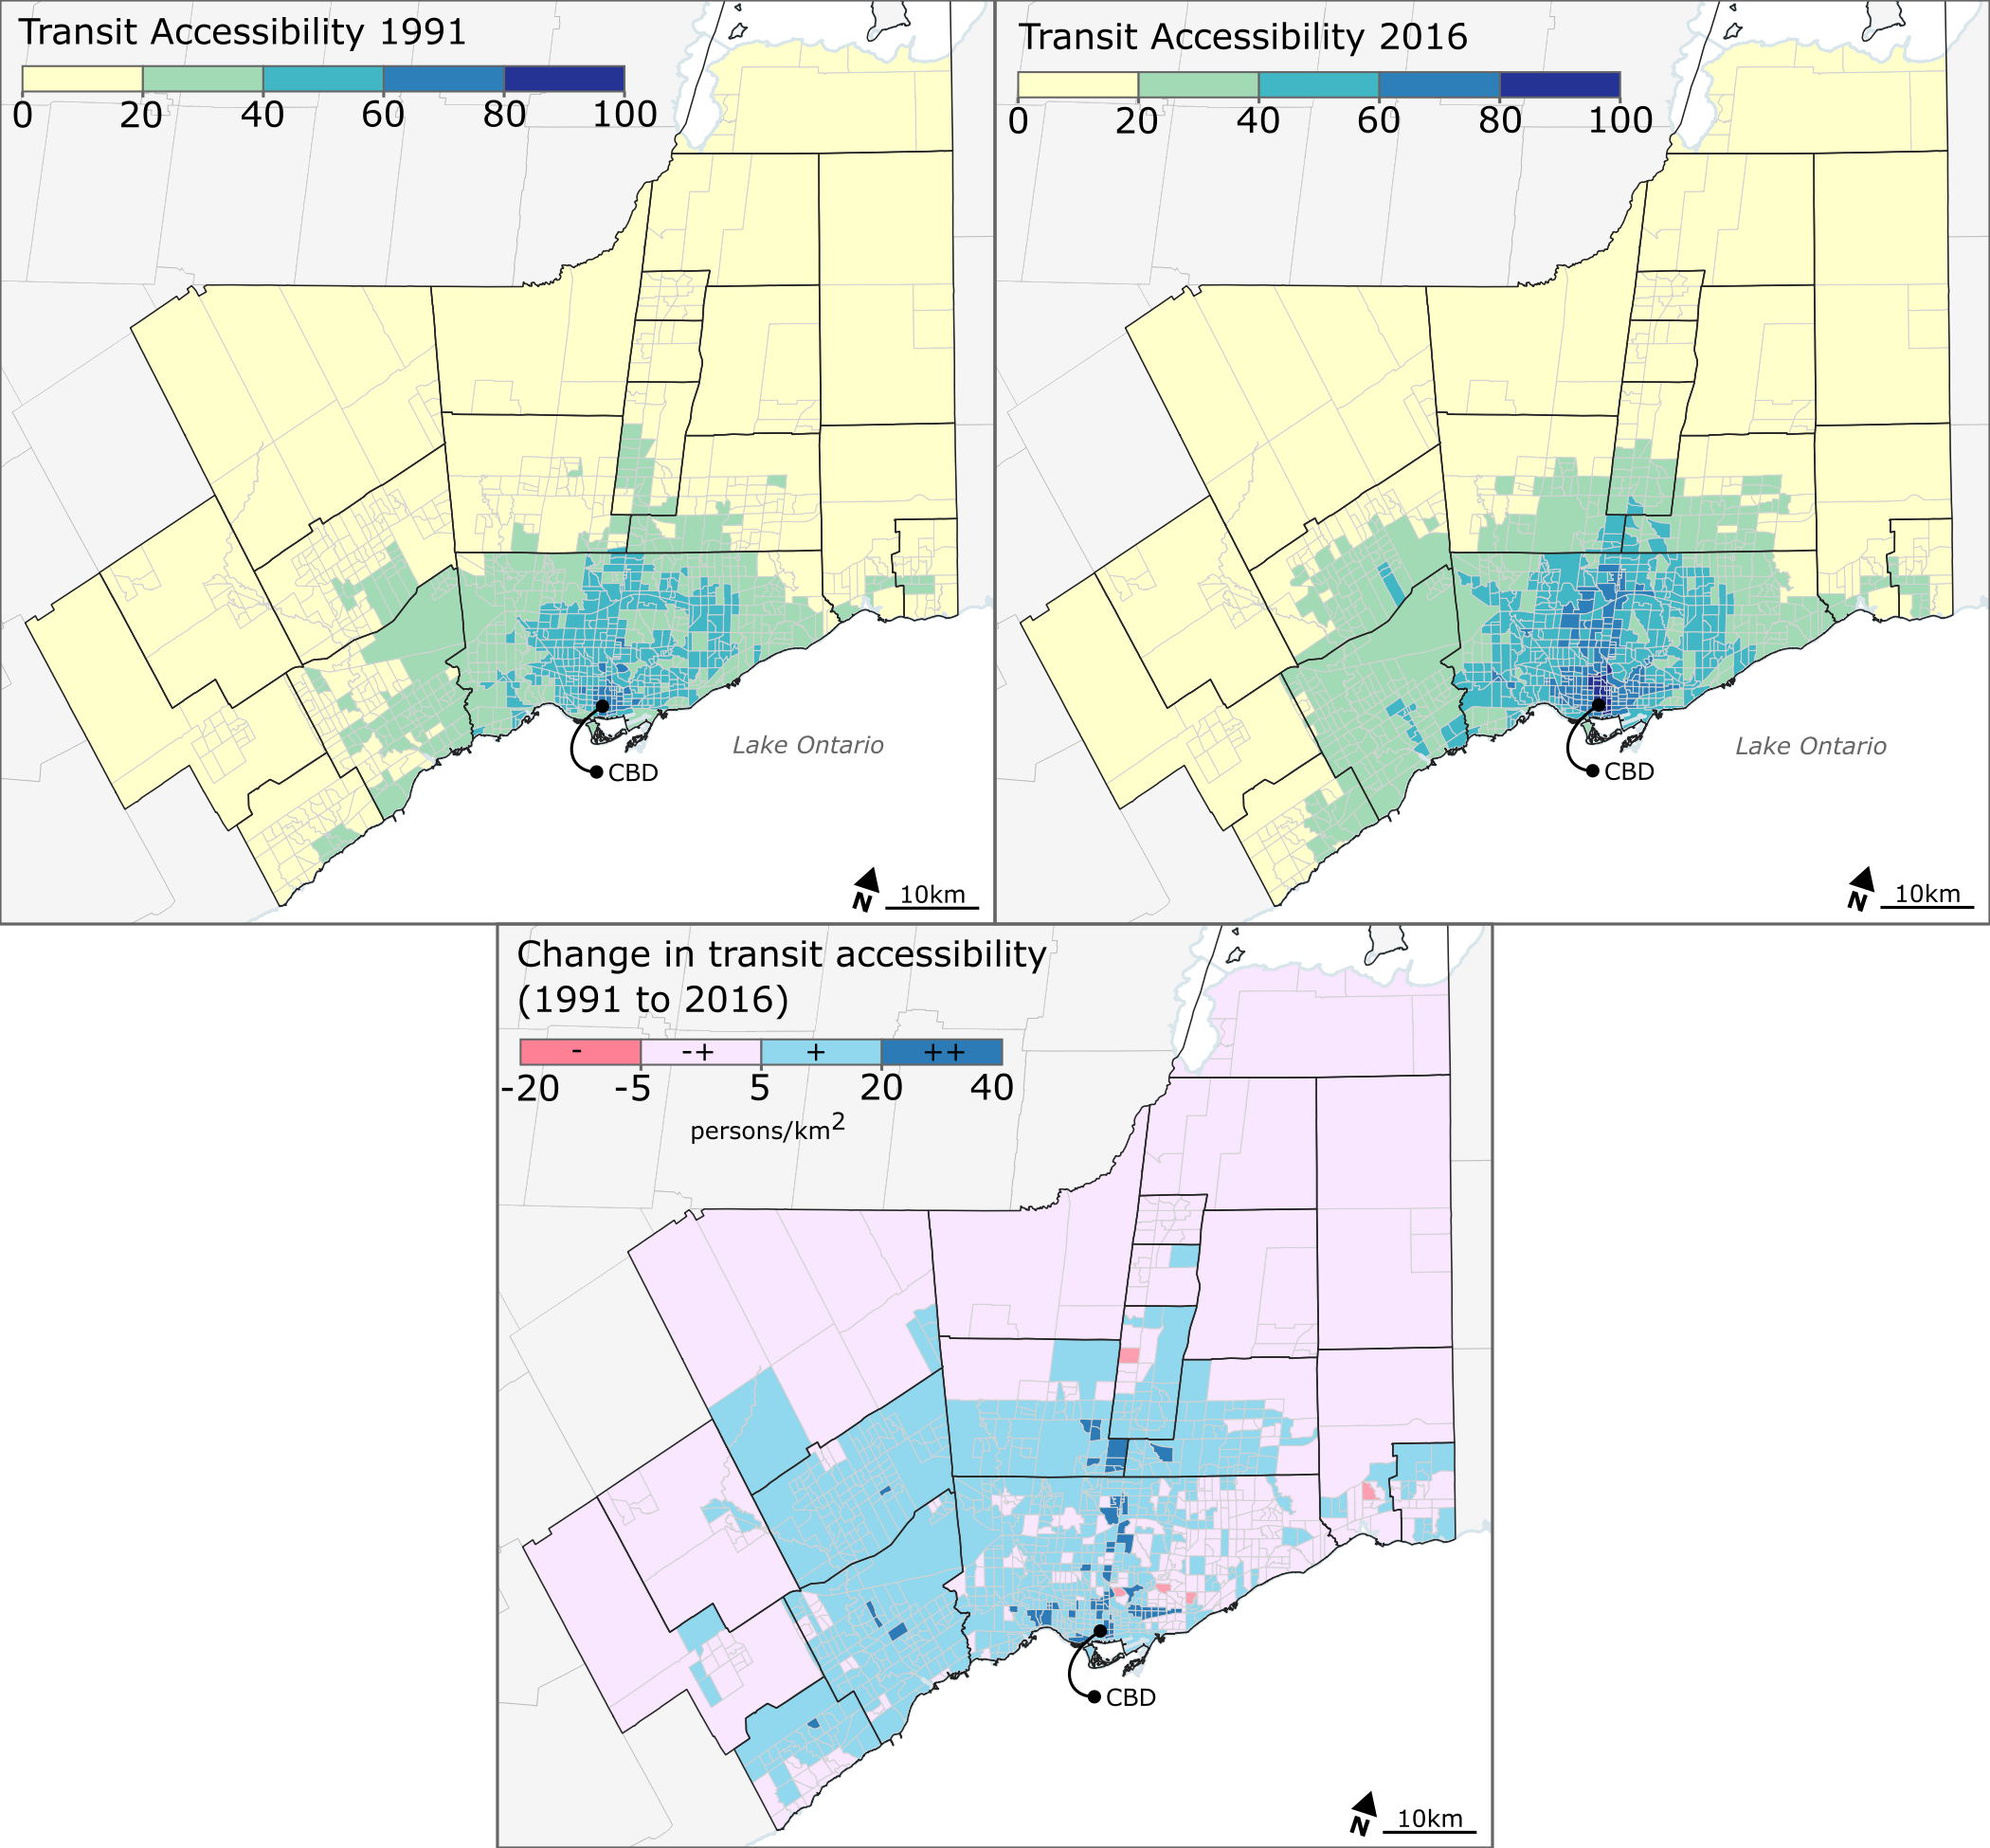 Transit Accessibility 1991
0 20 40 60 80 100
Lake Ontario
CBD
N 10km
Transit Accessibility 2016
0 20 40 60 80 100
Lake Ontario
CBD
N 10km
Change in transit accessibility
(1991 to 2016)
- -+ + ++
-20 -5 5 20 40
persons/km²
CBD
N 10km